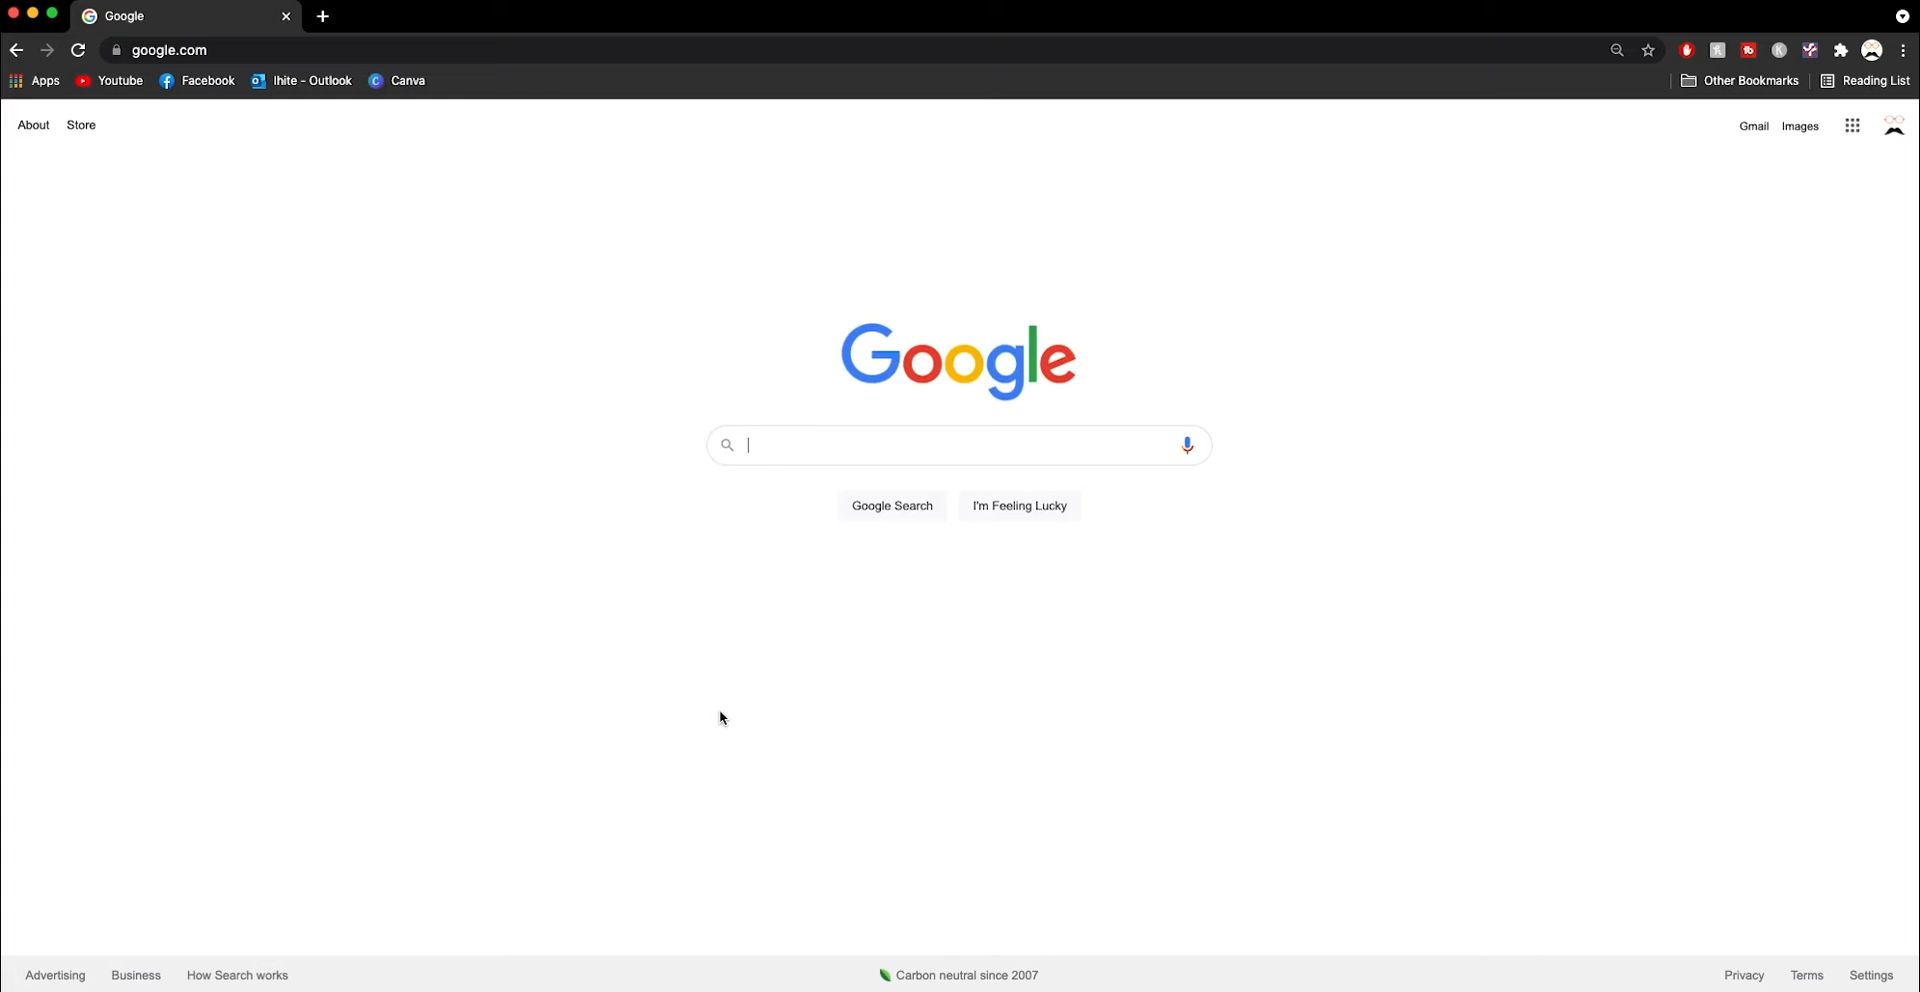 Google
google.com
Apps Youtube Facebook Ihite - Outlook Canva Other Bookmarks Reading List
About Store Gmail Images
Google
Google Search I'm Feeling Lucky
Advertising Business How Search works Carbon neutral since 2007 Privacy Terms Settings